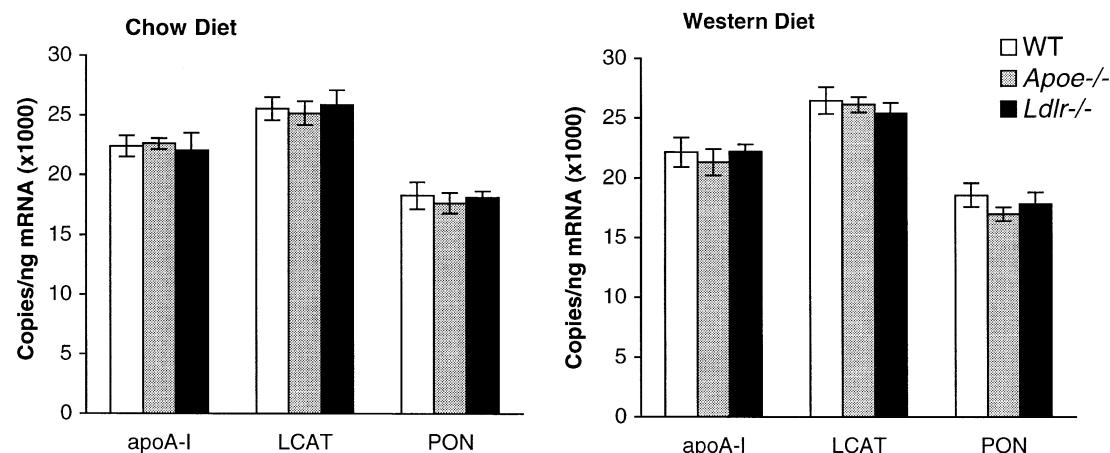 Chow Diet
Copies/ng mRNA (x1000)
30
25
20
15
10
5
0
apoA-I LCAT PON
Western Diet
Copies/ng mRNA (x1000)
30
25
20
15
10
5
0
apoA-I LCAT PON
WT
Apoe-/-
Ldlr-/-